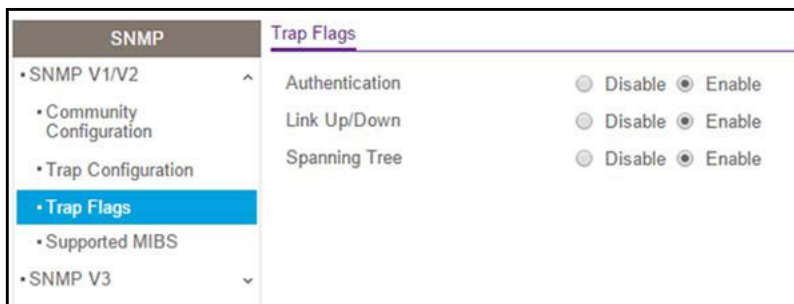 SNMP
• SNMP V1/V2
• Community
Configuration
• Trap Configuration
• Trap Flags
• Supported MIBS
• SNMP V3
Trap Flags
Authentication Disable Enable
Link Up/Down Disable Enable
Spanning Tree Disable Enable